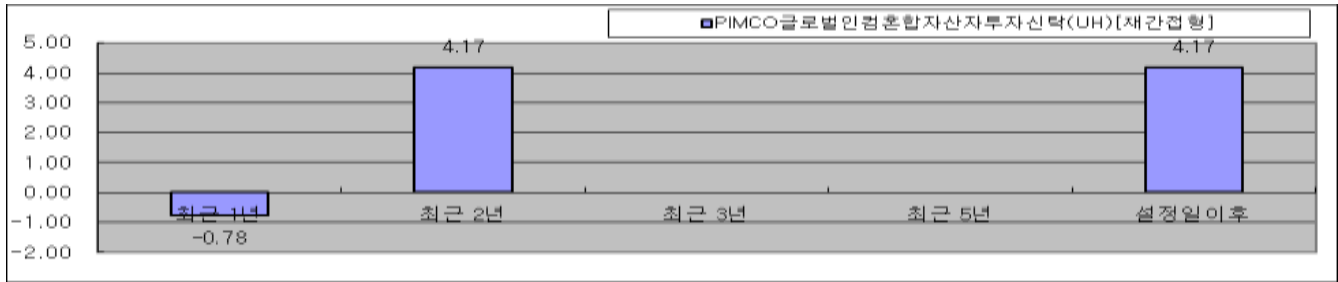 PIMCO글로벌인컴혼합자산자투자신탁(UH)[재간접형]
5.00
4.00
3.00
2.00
1.00
0.00
-1.00
-2.00
4.17
4.17
-0.78
최근 1년
최근 2년
최근 3년
최근 5년
설정일이후